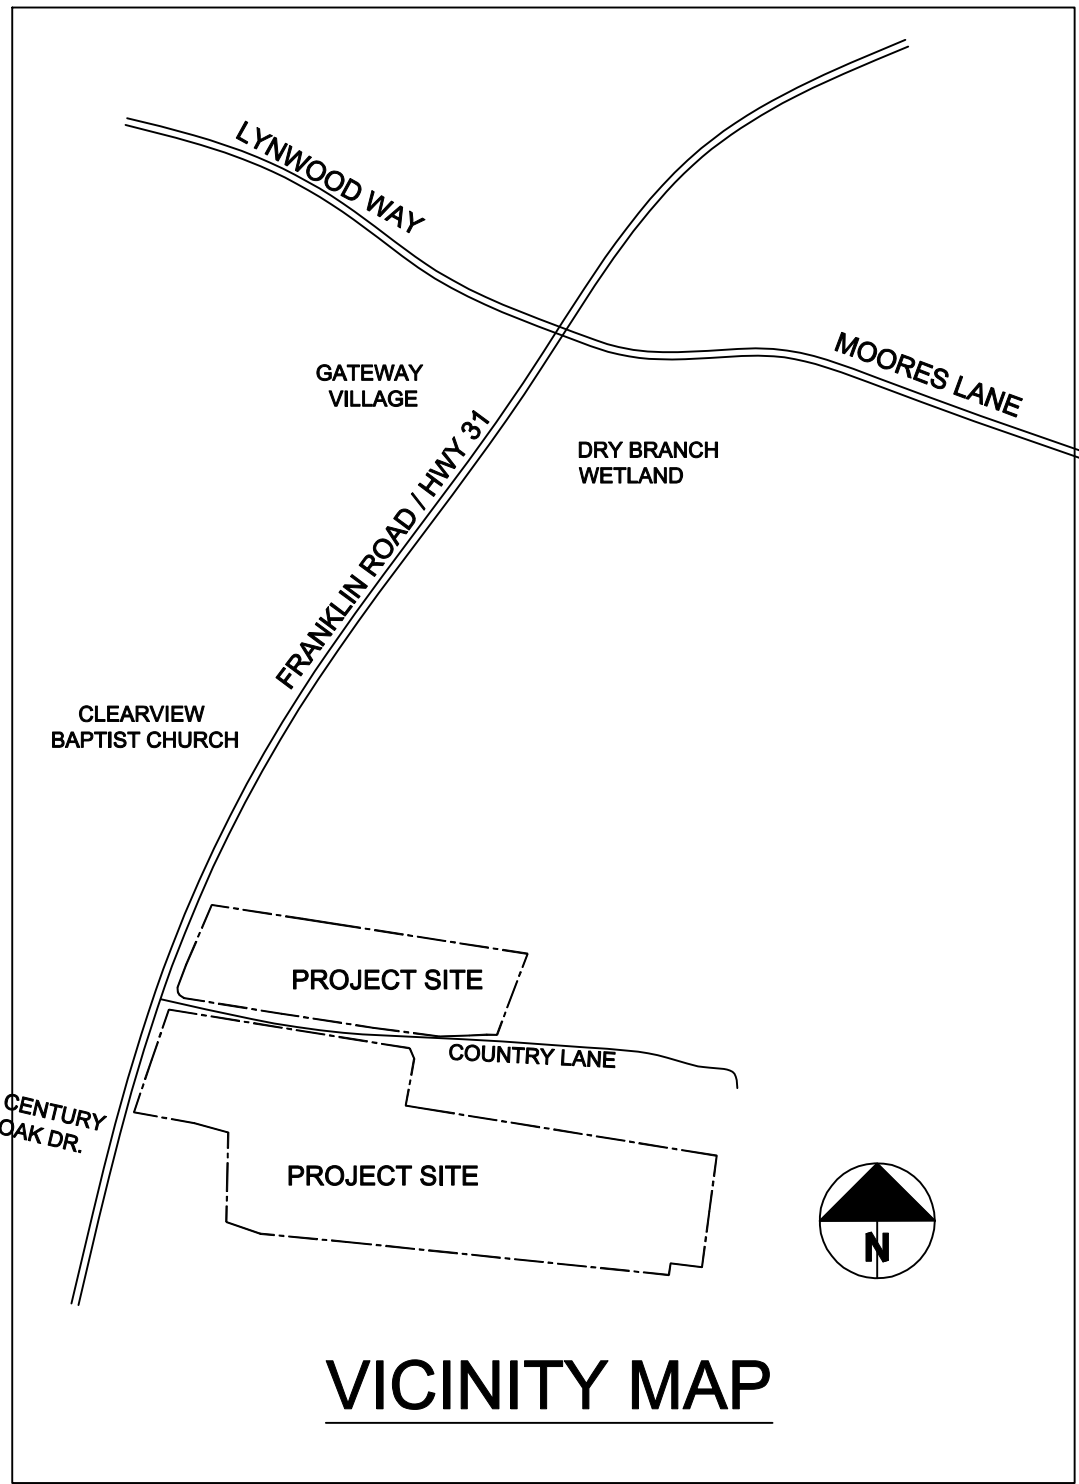 LYNWOOD WAY
MOORES LANE
GATEWAY
VILLAGE
FRANKLIN ROAD / HWY 31
DRY BRANCH
WETLAND
CLEARVIEW
BAPTIST CHURCH
PROJECT SITE
COUNTRY LANE
CENTURY
OAK DR.
PROJECT SITE
N
VICINITY MAP